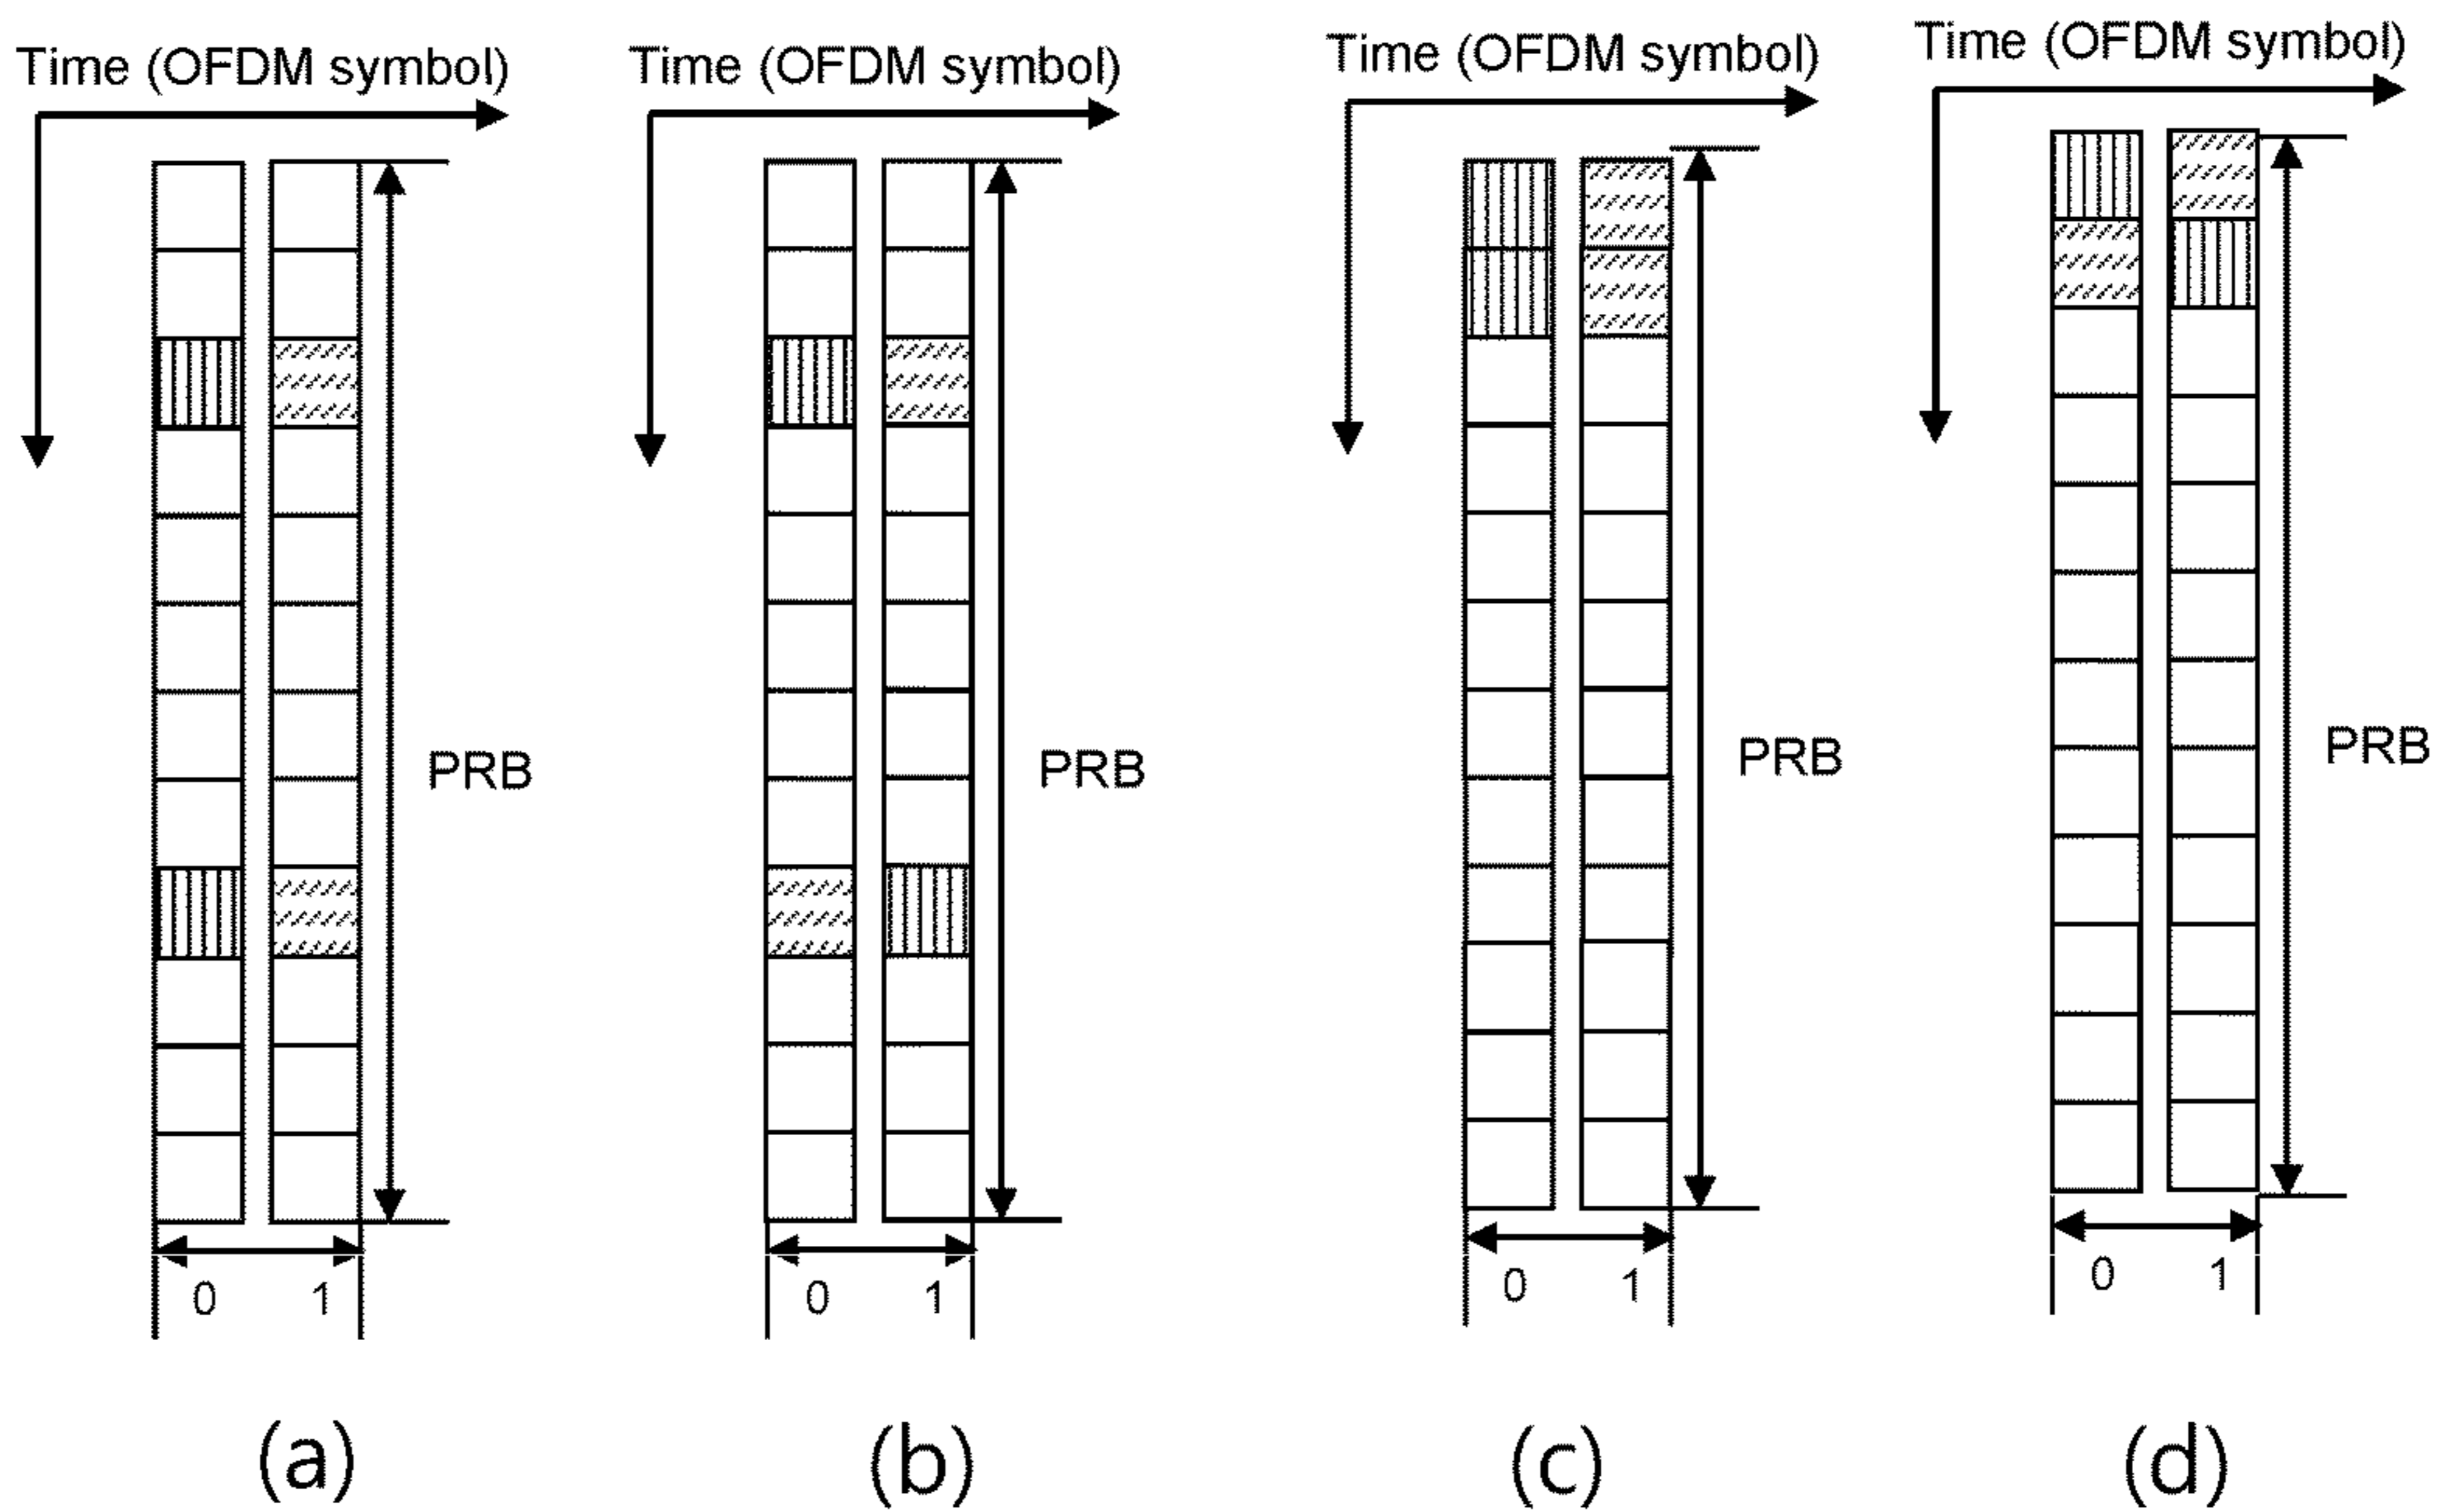 Time (OFDM symbol)
PRB
0 1
(a)
Time (OFDM symbol)
PRB
0 1
(b)
Time (OFDM symbol)
PRB
0 1
(c)
Time (OFDM symbol)
PRB
0 1
(d)